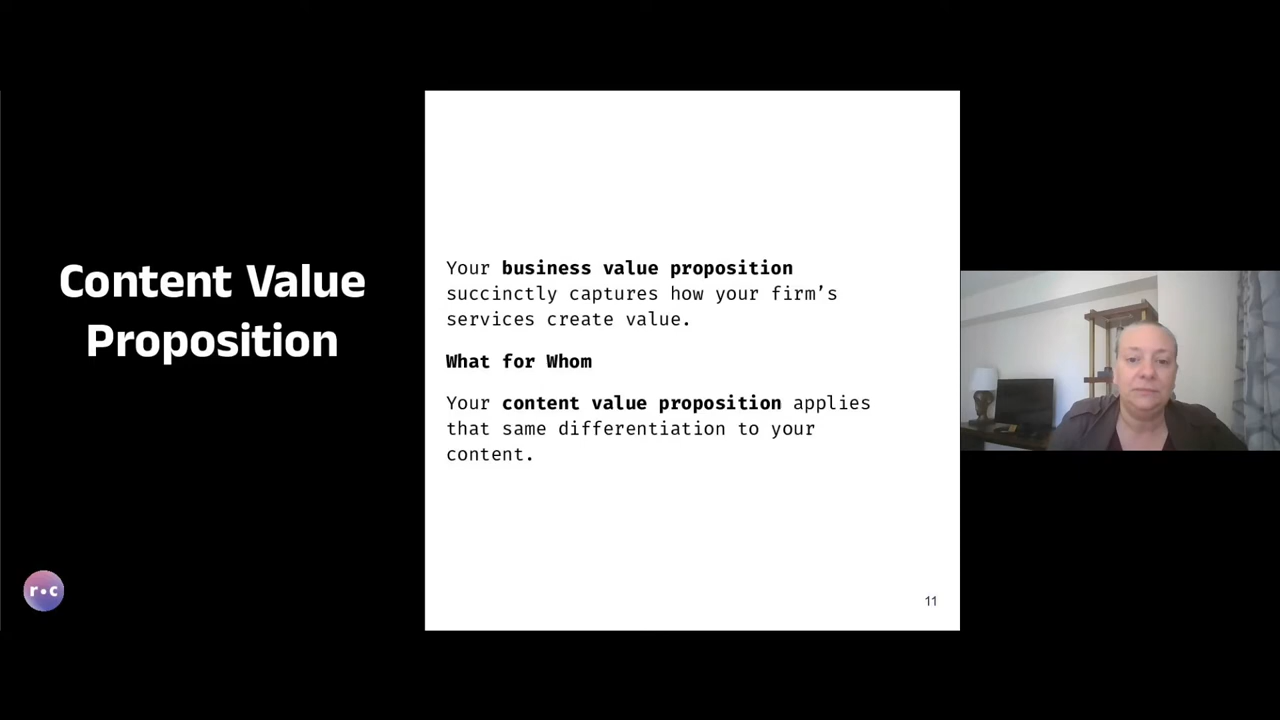 Content Value
Proposition
Your business value proposition
succinctly captures how your firm’s
services create value.
What for Whom
Your content value proposition applies
that same differentiation to your
content.
r•c
11